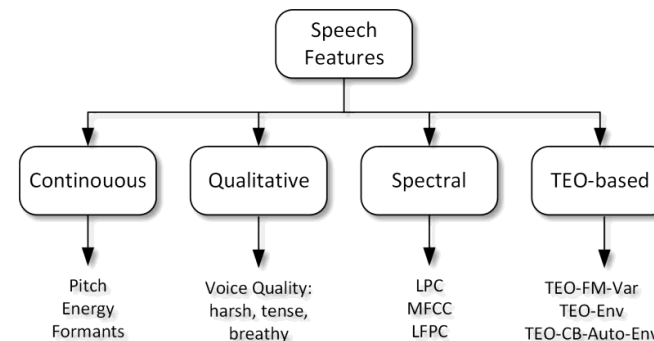 Speech
Features
Continouous
Qualitative
Spectral
TEO-based
Pitch
Energy
Formants
Voice Quality:
harsh, tense,
breathy
LPC
MFCC
LFPC
TEO-FM-Var
TEO-Env
TEO-CB-Auto-Env